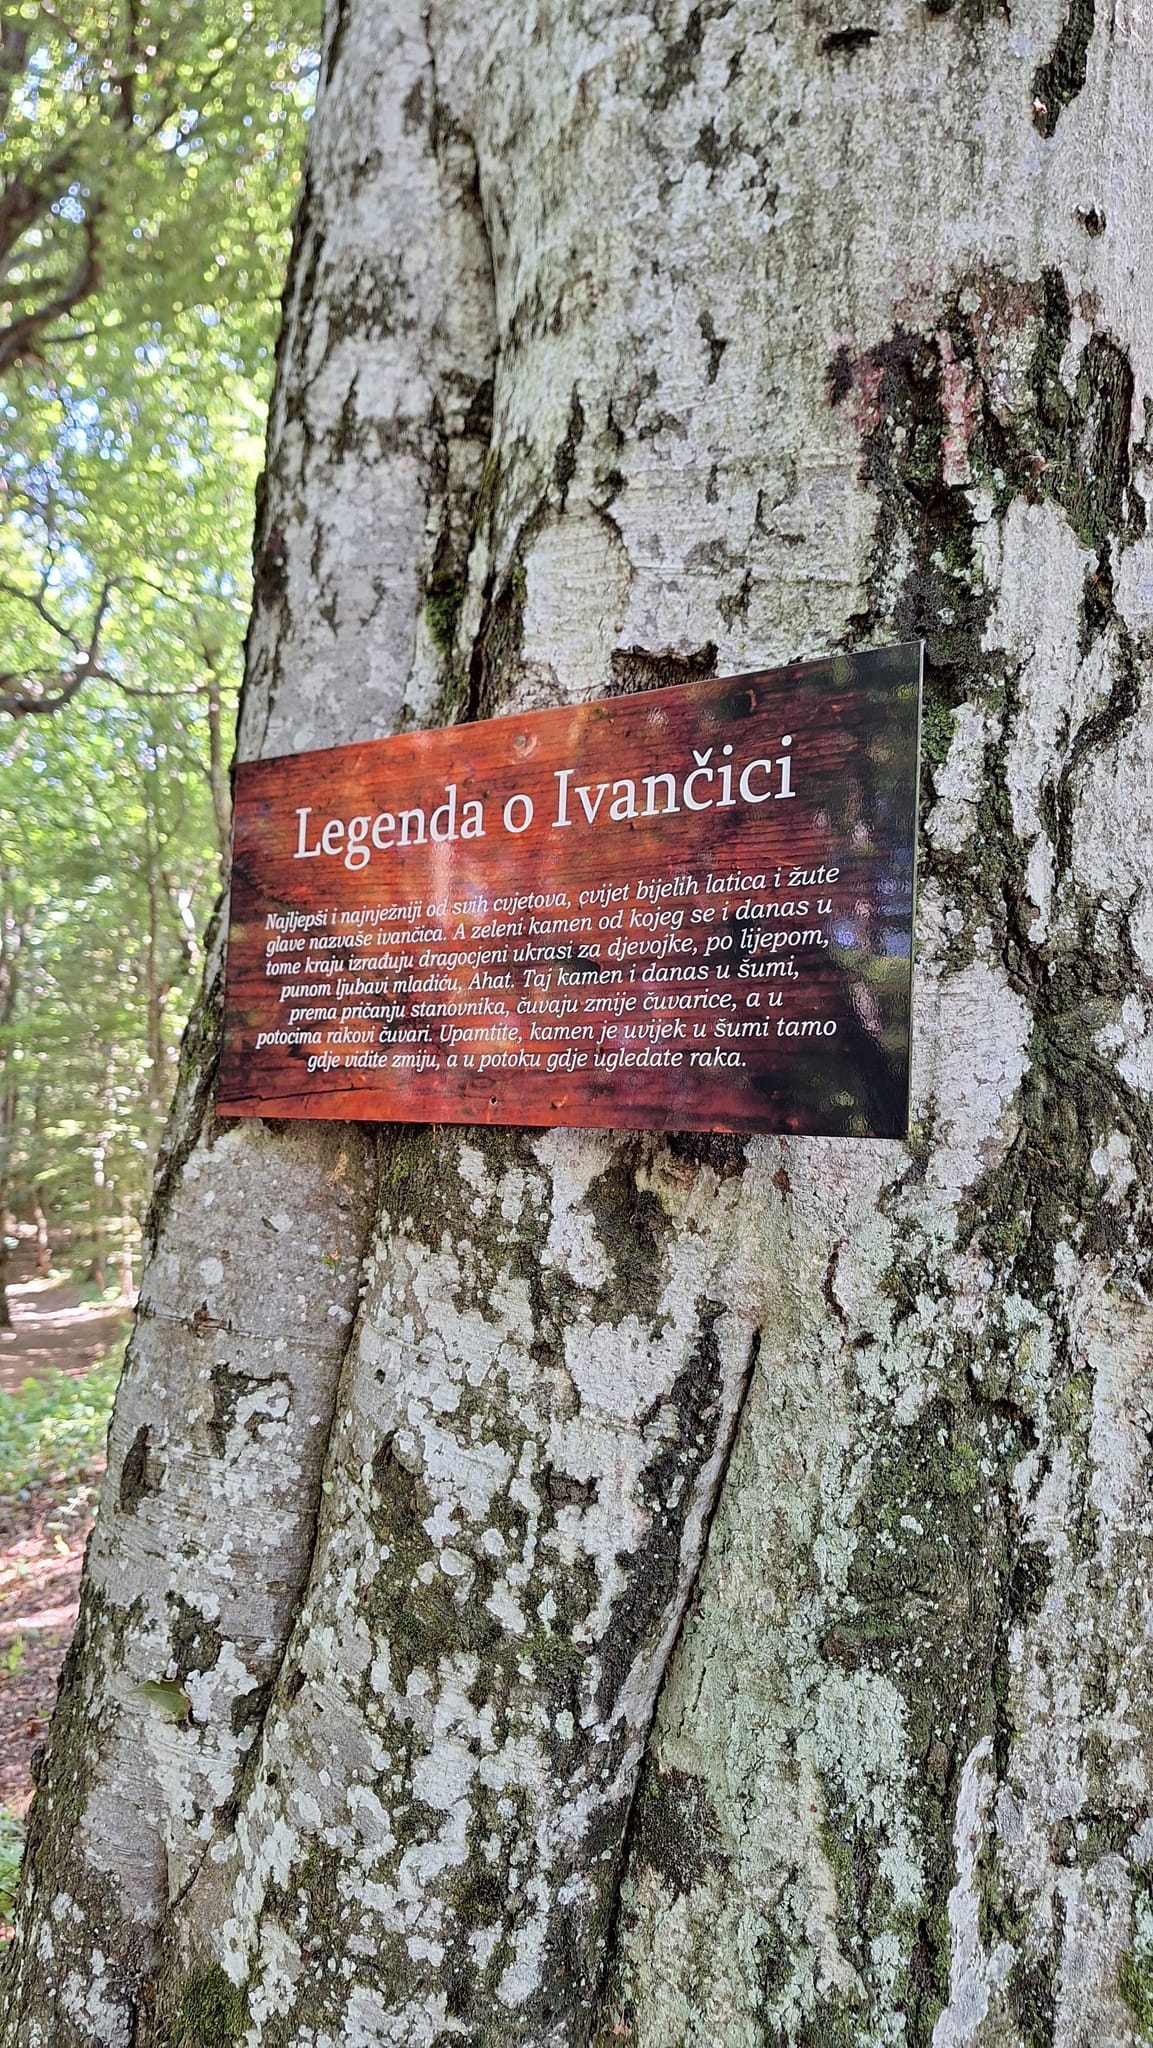 Legenda o Ivančici
Najljepši i najnježniji od svih cvjetova, cvijet bijelih latica i žute
glave nazvaše ivančica. A zeleni kamen od kojeg se i danas u
tome kraju izrađuju dragocjeni ukrasi za djevojke, po lijepom,
punom ljubavi mladiću, Ahat. Taj kamen i danas u šumi,
prema pričanju stanovnika, čuvaju zmije čuvarice, a u
potocima rakovi čuvari. Upamtite, kamen je uvijek u šumi tamo
gdje vidite zmiju, a u potoku gdje ugledate raka.